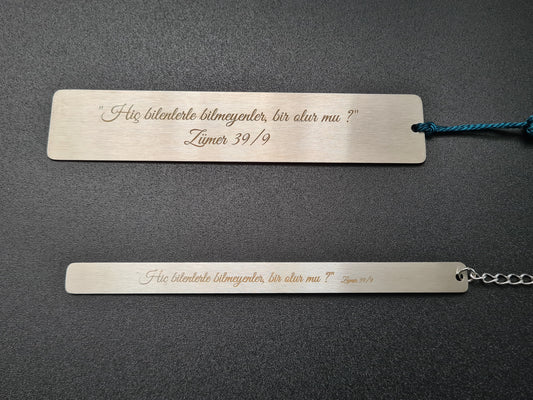 "Hiç bilenlerle bilmeyenler, bir olur mu ?"
Zümer 39/9
"Hiç bilenlerle bilmeyenler, bir olur mu ?" Zümer 39/9